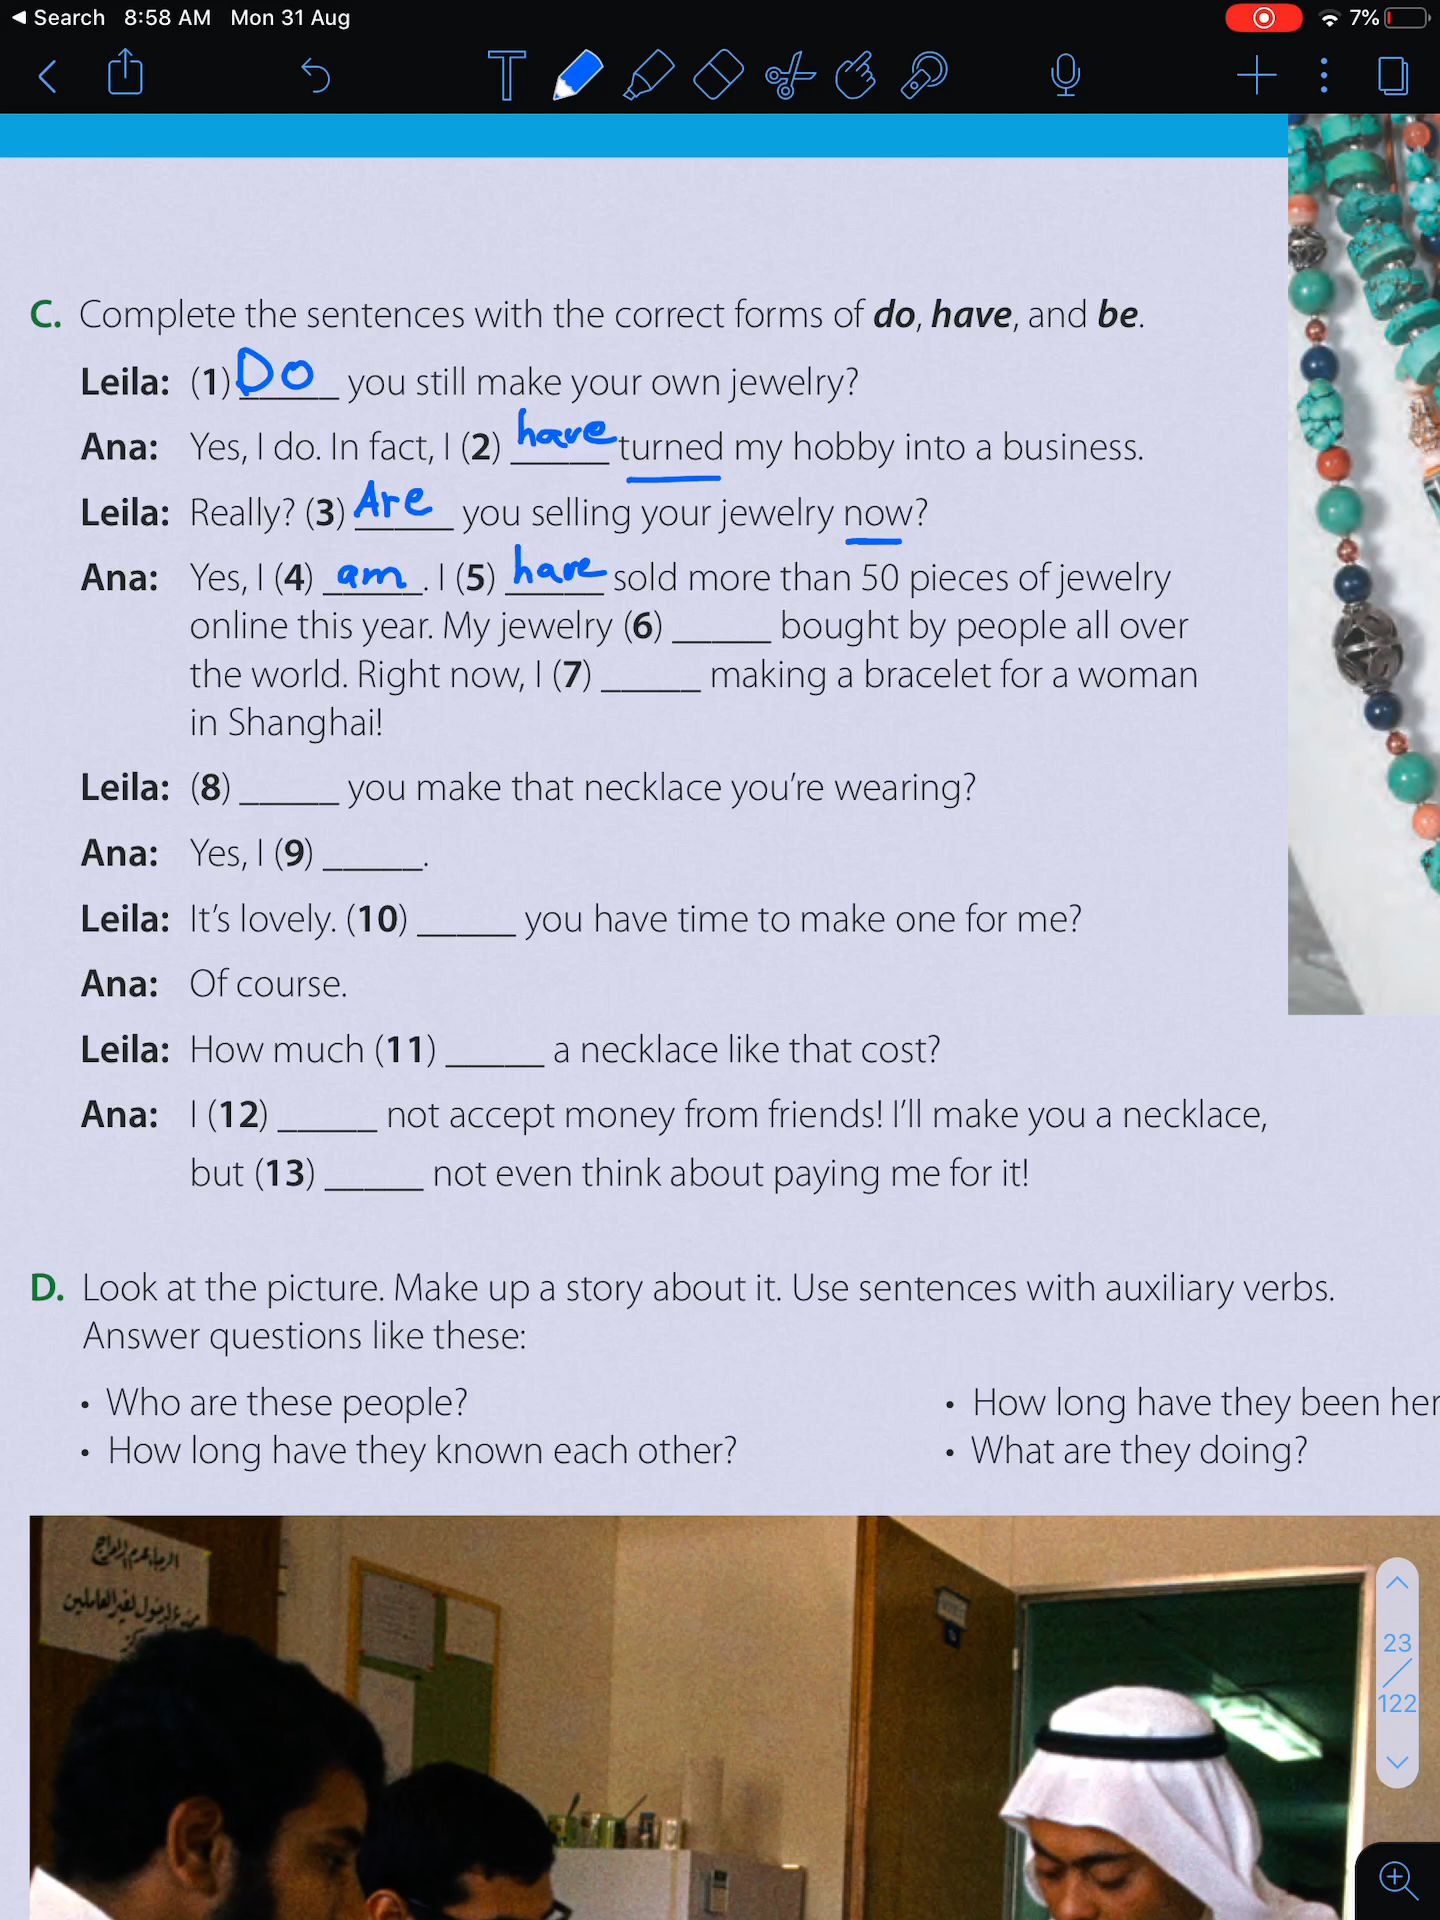 Search 8:58 AM Mon 31 Aug 7%
C. Complete the sentences with the correct forms of do, have, and be.
Leila: (1) Do you still make your own jewelry?
Ana: Yes, I do. In fact, I (2) have turned my hobby into a business.
Leila: Really? (3) Are you selling your jewelry now?
Ana: Yes, I (4) am. I (5) have sold more than 50 pieces of jewelry
online this year. My jewelry (6) _____ bought by people all over
the world. Right now, I (7) _____ making a bracelet for a woman
in Shanghai!
Leila: (8) _____ you make that necklace you're wearing?
Ana: Yes, I (9) _____.
Leila: It's lovely. (10) _____ you have time to make one for me?
Ana: Of course.
Leila: How much (11) _____ a necklace like that cost?
Ana: I (12) _____ not accept money from friends! I'll make you a necklace,
but (13) _____ not even think about paying me for it!
D. Look at the picture. Make up a story about it. Use sentences with auxiliary verbs.
Answer questions like these:
• Who are these people?
• How long have they been her
• How long have they known each other?
• What are they doing?
23
122